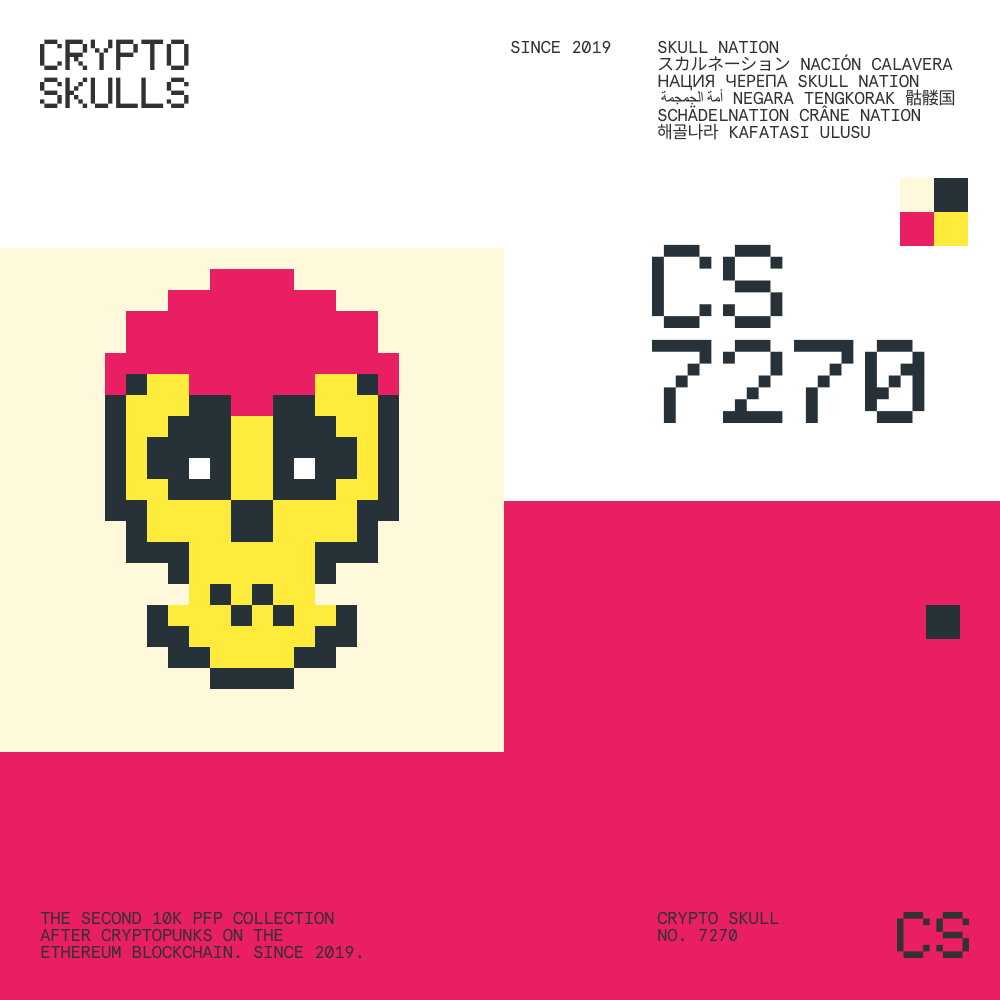 CRYPTO
SKULLS
SINCE 2019
SKULL NATION
スカルネーション NACIÓN CALAVERA
НАЦИЯ ЧЕРЕПА SKULL NATION
أمة الجمجمة NEGARA TENGKORAK 骷髅国
SCHÄDELNATION CRÂNE NATION
해골나라 KAFATASI ULUSU
CS
7270
THE SECOND 10K PFP COLLECTION
AFTER CRYPTOPUNKS ON THE
ETHEREUM BLOCKCHAIN. SINCE 2019.
CRYPTO SKULL
NO. 7270
CS